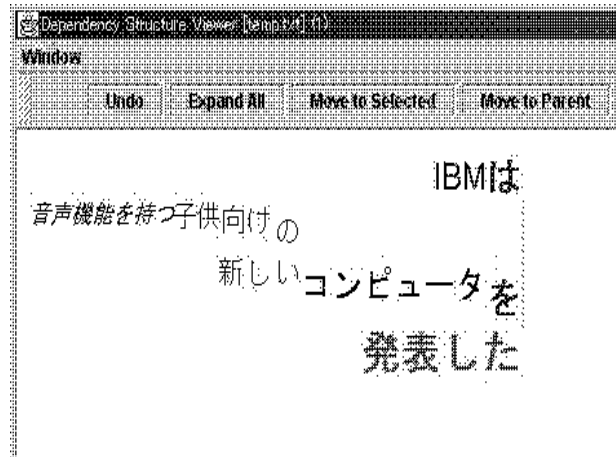 Dependency Structure Viewer [temp.txt] (1)
Window
Undo Expand All Move to Selected Move to Parent
IBMは
音声機能を持つ子供向けの
新しいコンピュータを
発表した